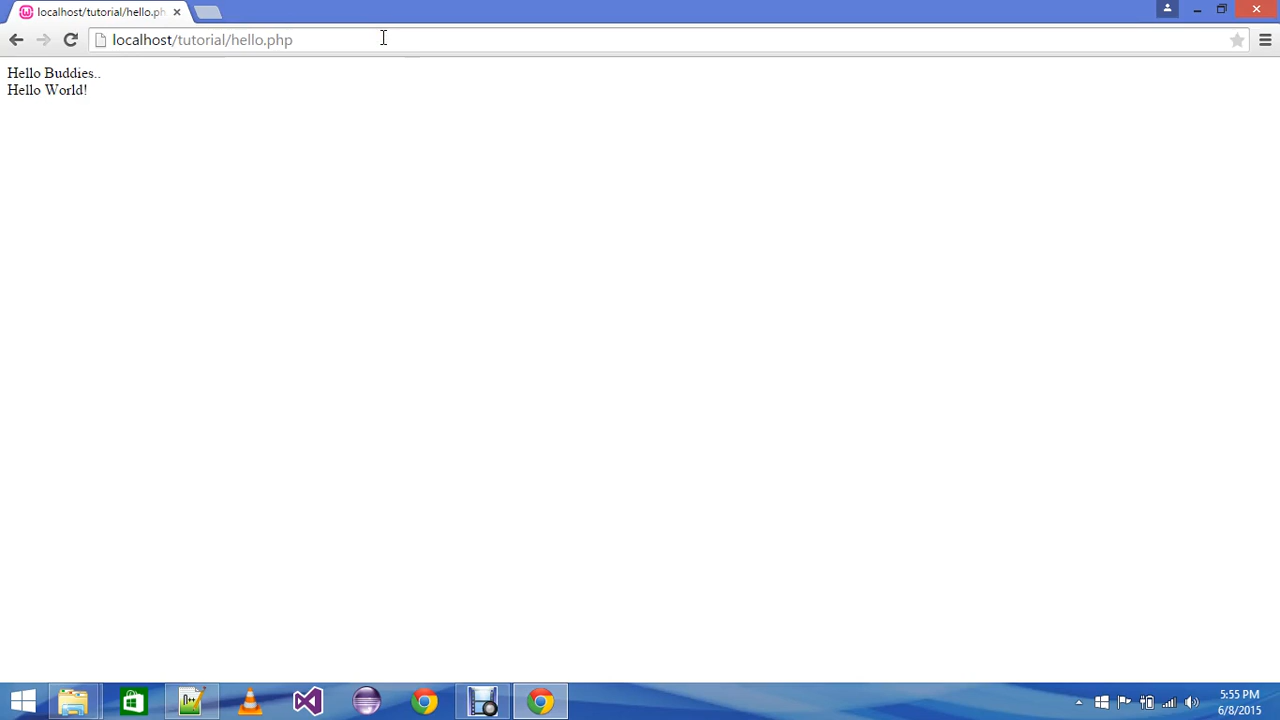 localhost/tutorial/hello.ph
localhost/tutorial/hello.php
Hello Buddies..
Hello World!
5:55 PM
6/8/2015